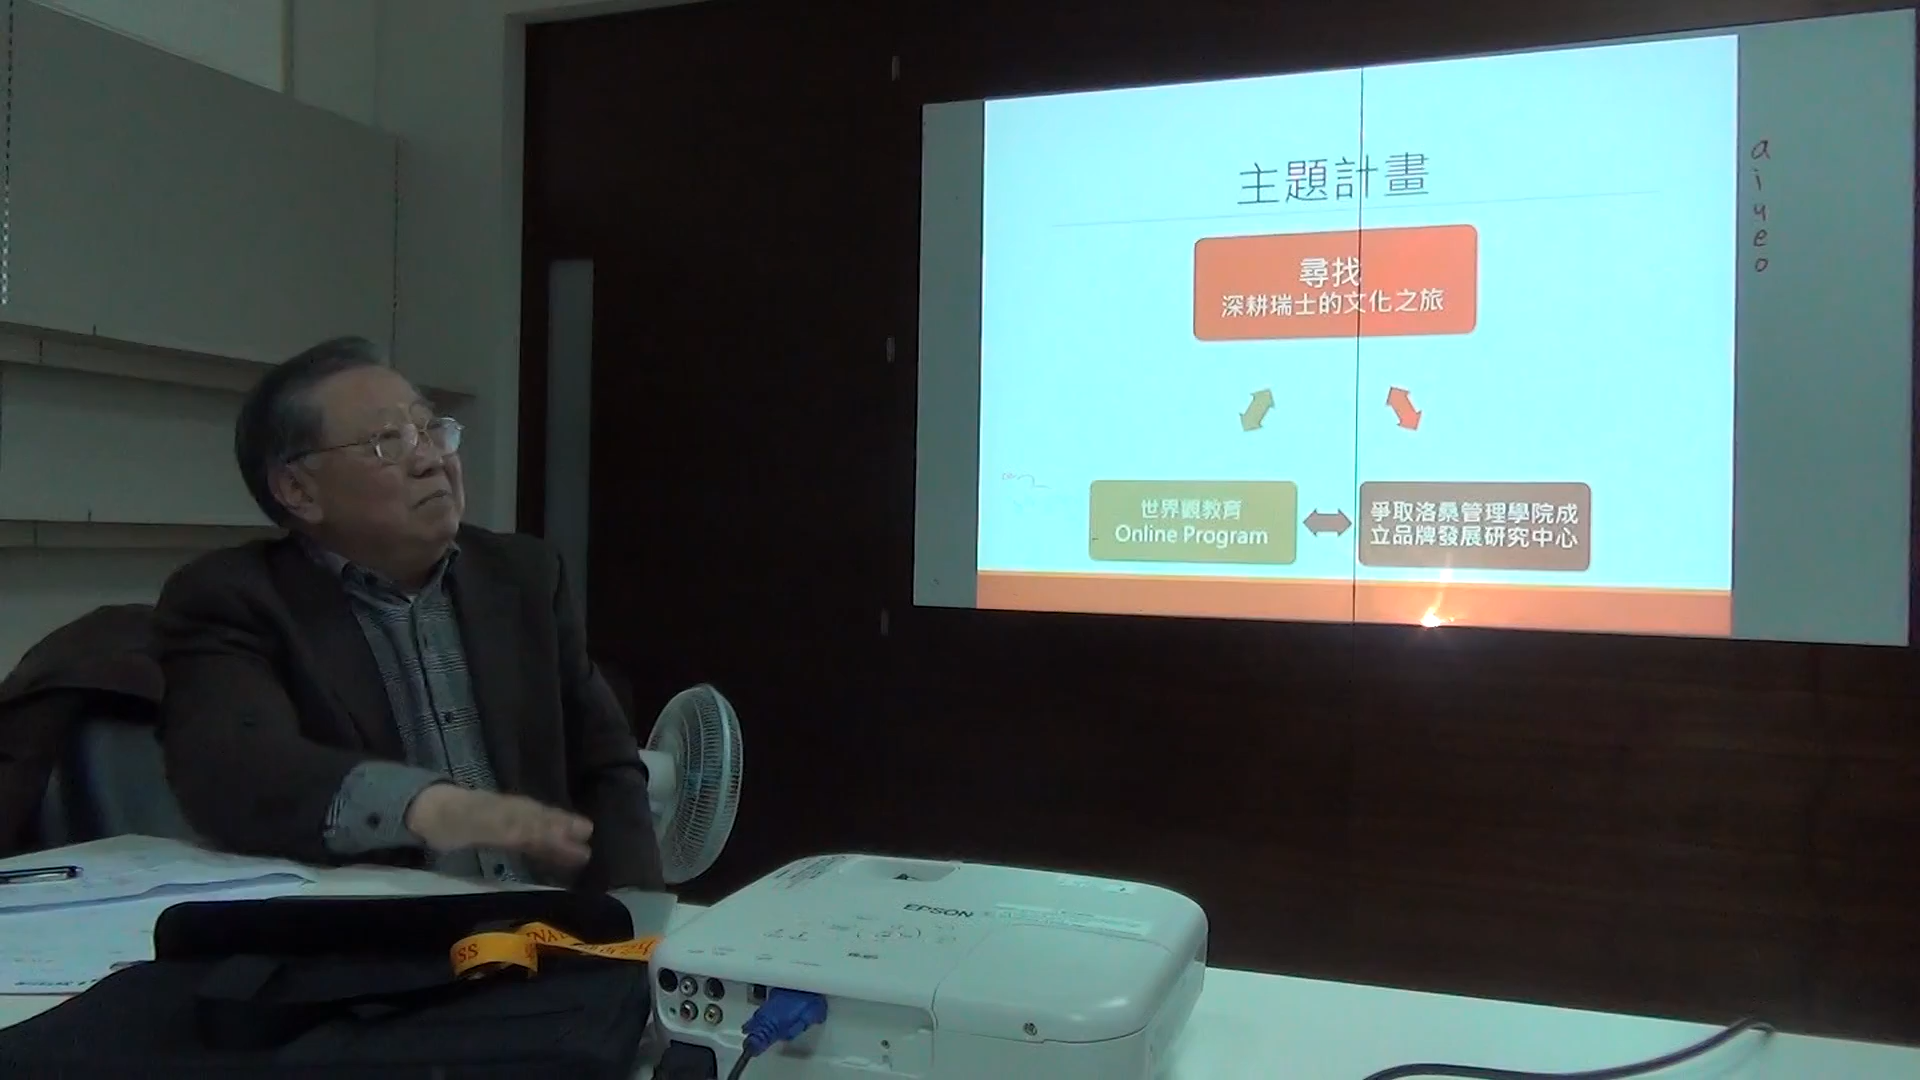 主題計畫
尋找
深耕瑞士的文化之旅
世界觀教育
Online Program
爭取洛桑管理學院成
立品牌發展研究中心
a
i
u
e
o
EPSON